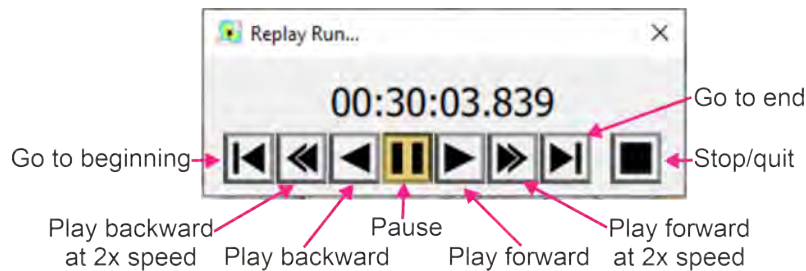 Replay Run...
00:30:03.839
Go to end
Go to beginning
Stop/quit
Play backward
at 2x speed
Play backward
Pause
Play forward
Play forward
at 2x speed